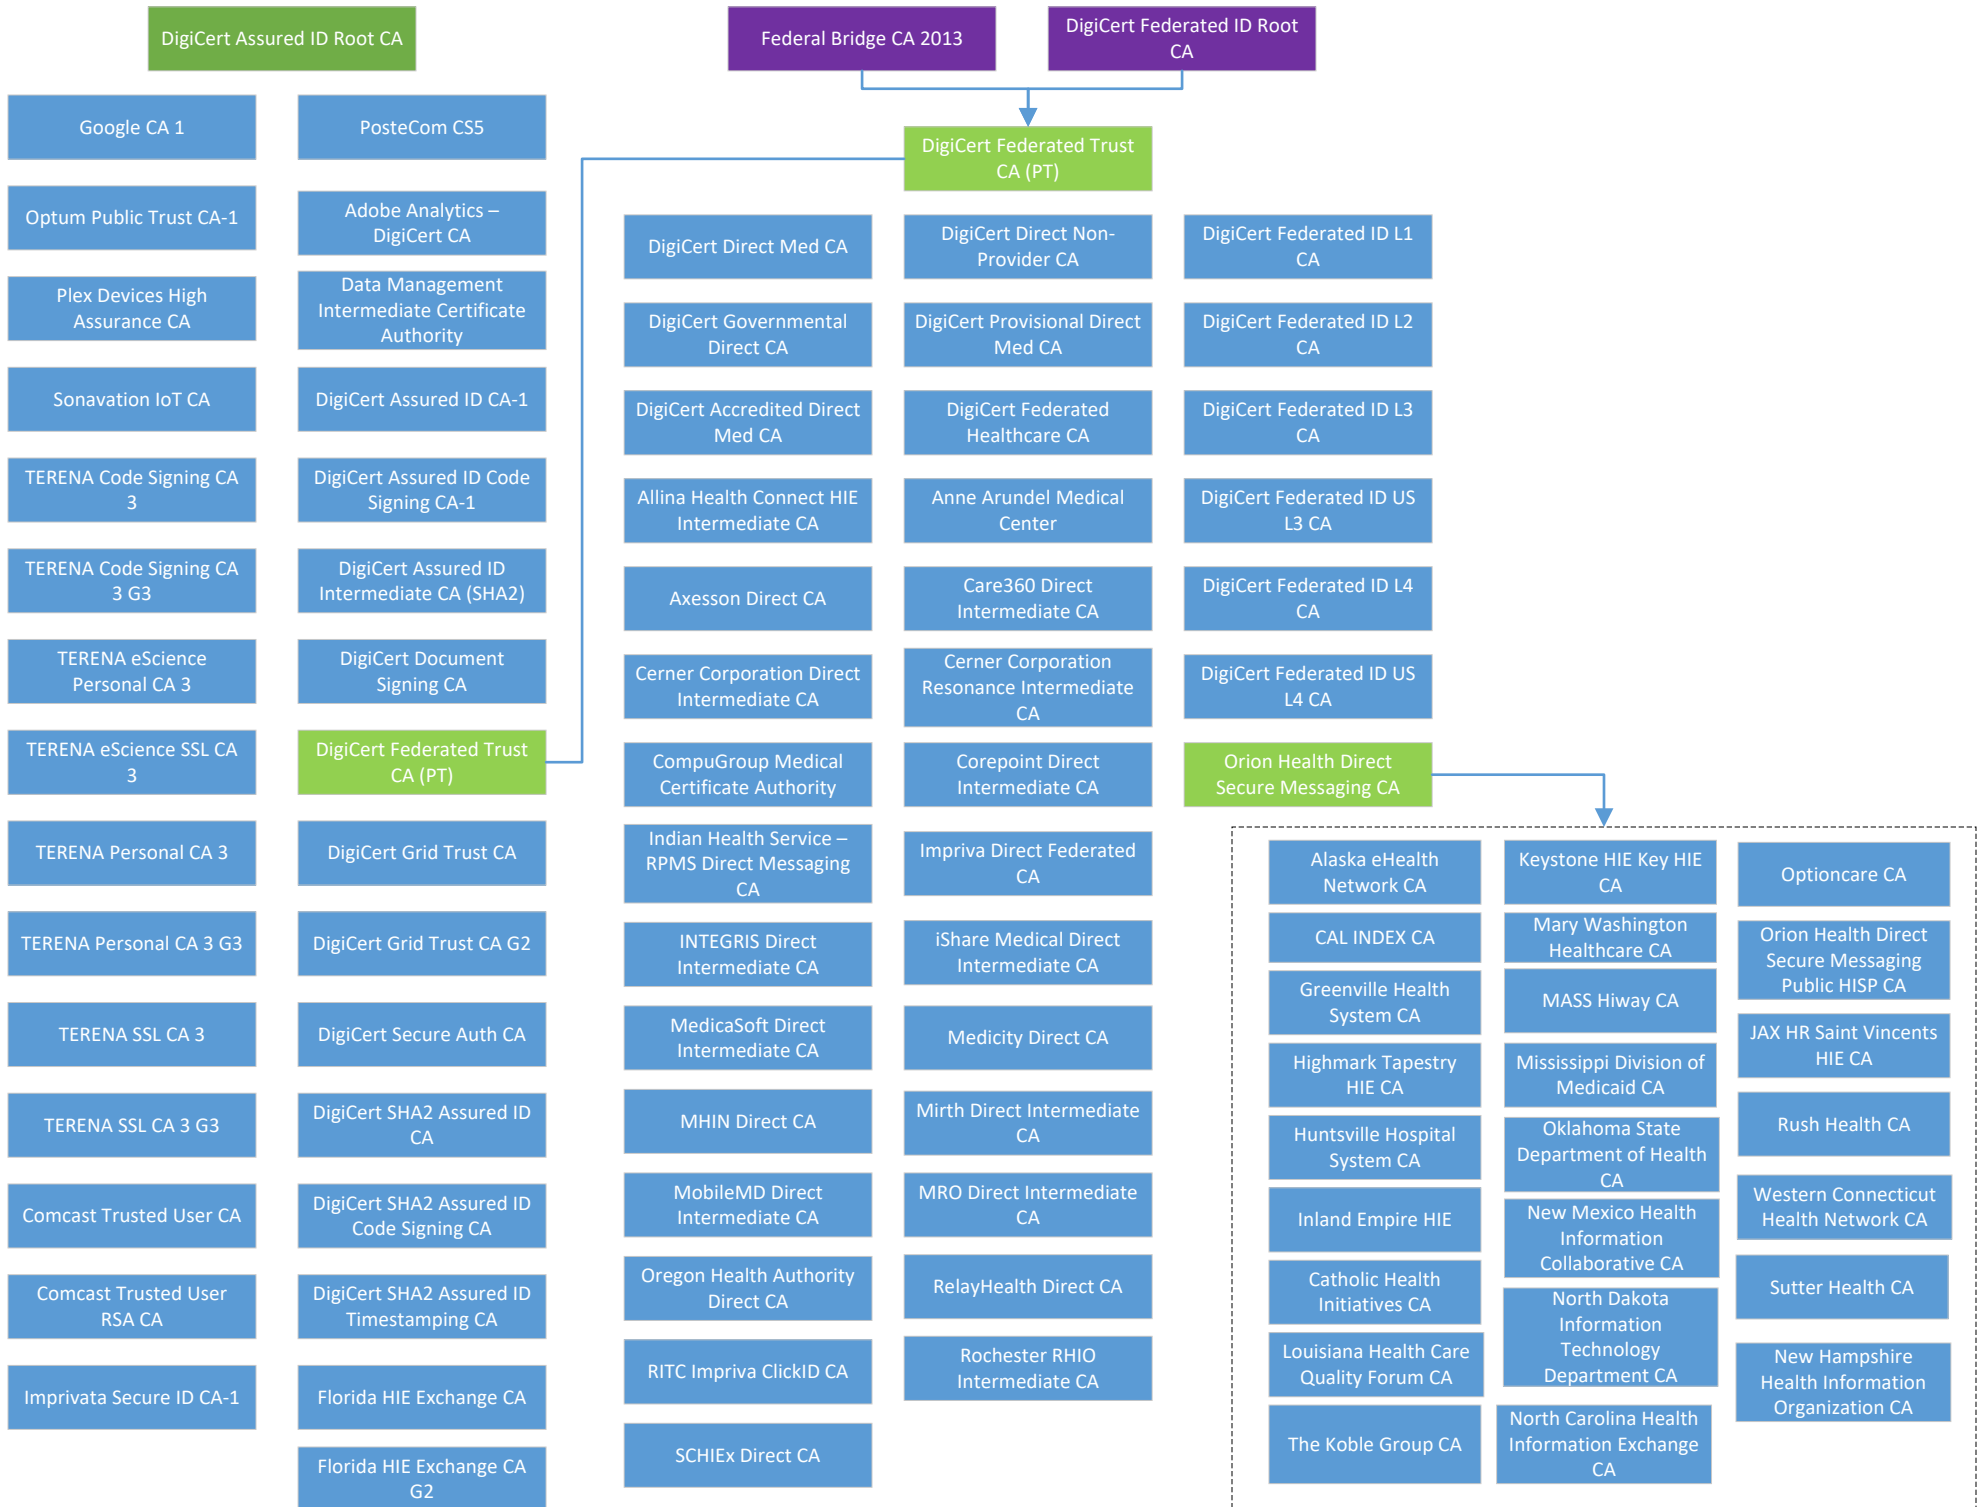 DigiCert Assured ID Root CA
Federal Bridge CA 2013
DigiCert Federated ID Root
CA
Google CA 1
Optum Public Trust CA-1
Plex Devices High
Assurance CA
Sonavation IoT CA
TERENA Code Signing CA
3
TERENA Code Signing CA
3 G3
TERENA eScience
Personal CA 3
TERENA eScience SSL CA
3
TERENA Personal CA 3
TERENA Personal CA 3 G3
TERENA SSL CA 3
TERENA SSL CA 3 G3
Comcast Trusted User CA
Comcast Trusted User
RSA CA
Imprivata Secure ID CA-1
PosteCom CS5
Adobe Analytics –
DigiCert CA
Data Management
Intermediate Certificate
Authority
DigiCert Assured ID CA-1
DigiCert Assured ID Code
Signing CA-1
DigiCert Assured ID
Intermediate CA (SHA2)
DigiCert Document
Signing CA
DigiCert Federated Trust
CA (PT)
DigiCert Grid Trust CA
DigiCert Grid Trust CA G2
DigiCert Secure Auth CA
DigiCert SHA2 Assured ID
CA
DigiCert SHA2 Assured ID
Code Signing CA
DigiCert SHA2 Assured ID
Timestamping CA
Florida HIE Exchange CA
Florida HIE Exchange CA
G2
DigiCert Federated Trust
CA (PT)
DigiCert Direct Med CA
DigiCert Governmental
Direct CA
DigiCert Accredited Direct
Med CA
Allina Health Connect HIE
Intermediate CA
Axesson Direct CA
Cerner Corporation Direct
Intermediate CA
CompuGroup Medical
Certificate Authority
Indian Health Service –
RPMS Direct Messaging
CA
INTEGRIS Direct
Intermediate CA
MedicaSoft Direct
Intermediate CA
MHIN Direct CA
MobileMD Direct
Intermediate CA
Oregon Health Authority
Direct CA
RITC Impriva ClickID CA
SCHIEx Direct CA
DigiCert Direct Non-
Provider CA
DigiCert Provisional Direct
Med CA
DigiCert Federated
Healthcare CA
Anne Arundel Medical
Center
Care360 Direct
Intermediate CA
Cerner Corporation
Resonance Intermediate
CA
Corepoint Direct
Intermediate CA
Impriva Direct Federated
CA
iShare Medical Direct
Intermediate CA
Medicity Direct CA
Mirth Direct Intermediate
CA
MRO Direct Intermediate
CA
RelayHealth Direct CA
Rochester RHIO
Intermediate CA
DigiCert Federated ID L1
CA
DigiCert Federated ID L2
CA
DigiCert Federated ID L3
CA
DigiCert Federated ID US
L3 CA
DigiCert Federated ID L4
CA
DigiCert Federated ID US
L4 CA
Orion Health Direct
Secure Messaging CA
Alaska eHealth
Network CA
CAL INDEX CA
Greenville Health
System CA
Highmark Tapestry
HIE CA
Huntsville Hospital
System CA
Inland Empire HIE
Catholic Health
Initiatives CA
Louisiana Health Care
Quality Forum CA
The Koble Group CA
Keystone HIE Key HIE
CA
Mary Washington
Healthcare CA
MASS Hiway CA
Mississippi Division of
Medicaid CA
Oklahoma State
Department of Health
CA
New Mexico Health
Information
Collaborative CA
North Dakota
Information
Technology
Department CA
North Carolina Health
Information Exchange
CA
Optioncare CA
Orion Health Direct
Secure Messaging
Public HISP CA
JAX HR Saint Vincents
HIE CA
Rush Health CA
Western Connecticut
Health Network CA
Sutter Health CA
New Hampshire
Health Information
Organization CA